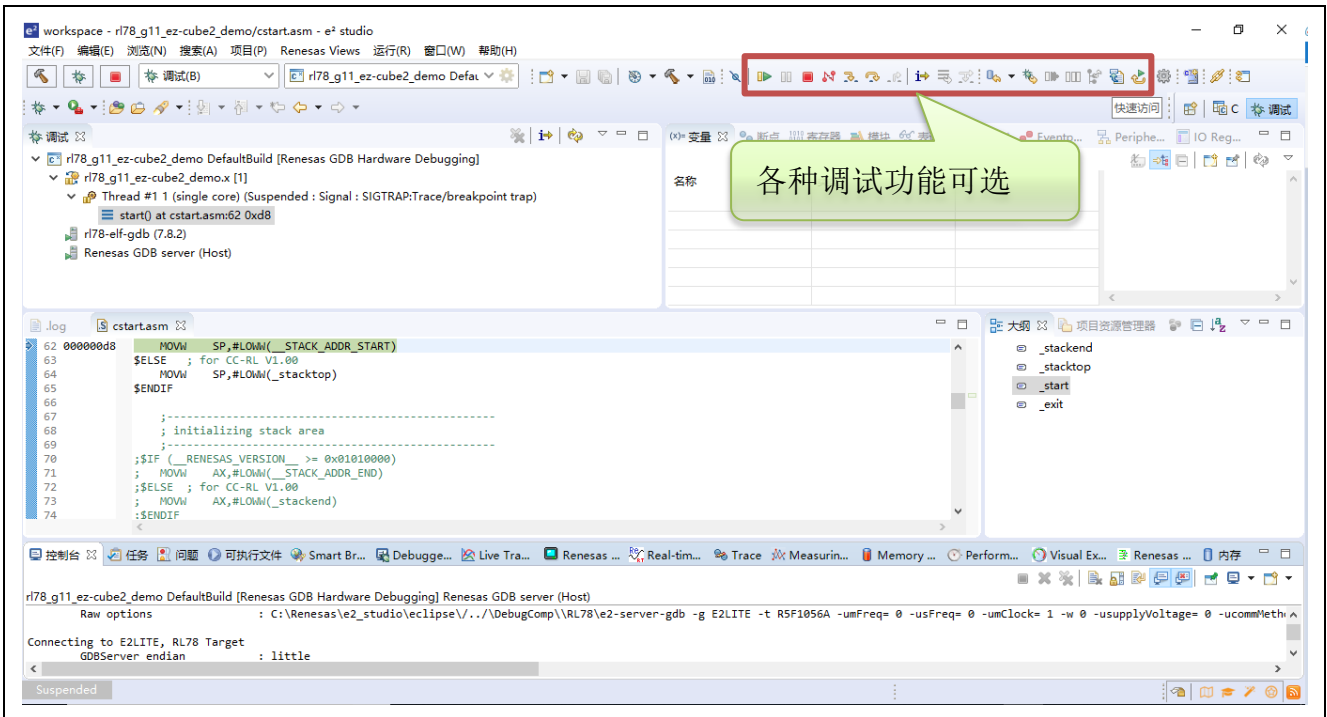 workspace - rl78_g11_ez-cube2_demo/cstart.asm - e² studio
文件(F) 编辑(E) 浏览(N) 搜索(A) 项目(P) Renesas Views 运行(R) 窗口(W) 帮助(H)
调试(B) rl78_g11_ez-cube2_demo Defau
快速访问 C 调试
调试
rl78_g11_ez-cube2_demo DefaultBuild [Renesas GDB Hardware Debugging]
rl78_g11_ez-cube2_demo.x [1]
Thread #1 1 (single core) (Suspended : Signal : SIGTRAP:Trace/breakpoint trap)
start() at cstart.asm:62 0xd8
rl78-elf-gdb (7.8.2)
Renesas GDB server (Host)
(x)= 变量 断点 寄存器 模块 Eventp... Periphe... IO Reg...
名称
各种调试功能可选
.log cstart.asm
62 000000d8 MOVW SP,#LOWW(__STACK_ADDR_START)
63 $ELSE ; for CC-RL V1.00
64 MOVW SP,#LOWW(_stacktop)
65 $ENDIF
66
67 ;--------------------------------------------------
68 ; initializing stack area
69 ;--------------------------------------------------
70 ;$IF (__RENESAS_VERSION__ >= 0x01010000)
71 ; MOVW AX,#LOWW(__STACK_ADDR_END)
72 ;$ELSE ; for CC-RL V1.00
73 ; MOVW AX,#LOWW(_stackend)
74 ;$ENDIF
大纲 项目资源管理器
_stackend
_stacktop
_start
_exit
控制台 任务 问题 可执行文件 Smart Br... Debugge... Live Tra... Renesas ... Real-tim... Trace Measurin... Memory ... Perform... Visual Ex... Renesas ... 内存
rl78_g11_ez-cube2_demo DefaultBuild [Renesas GDB Hardware Debugging] Renesas GDB server (Host)
Raw options : C:\Renesas\e2_studio\eclipse\/../\DebugComp\\RL78\e2-server-gdb -g E2LITE -t R5F1056A -umFreq= 0 -usFreq= 0 -umClock= 1 -w 0 -usupplyVoltage= 0 -ucommMeth
Connecting to E2LITE, RL78 Target
GDBServer endian : little
Suspended